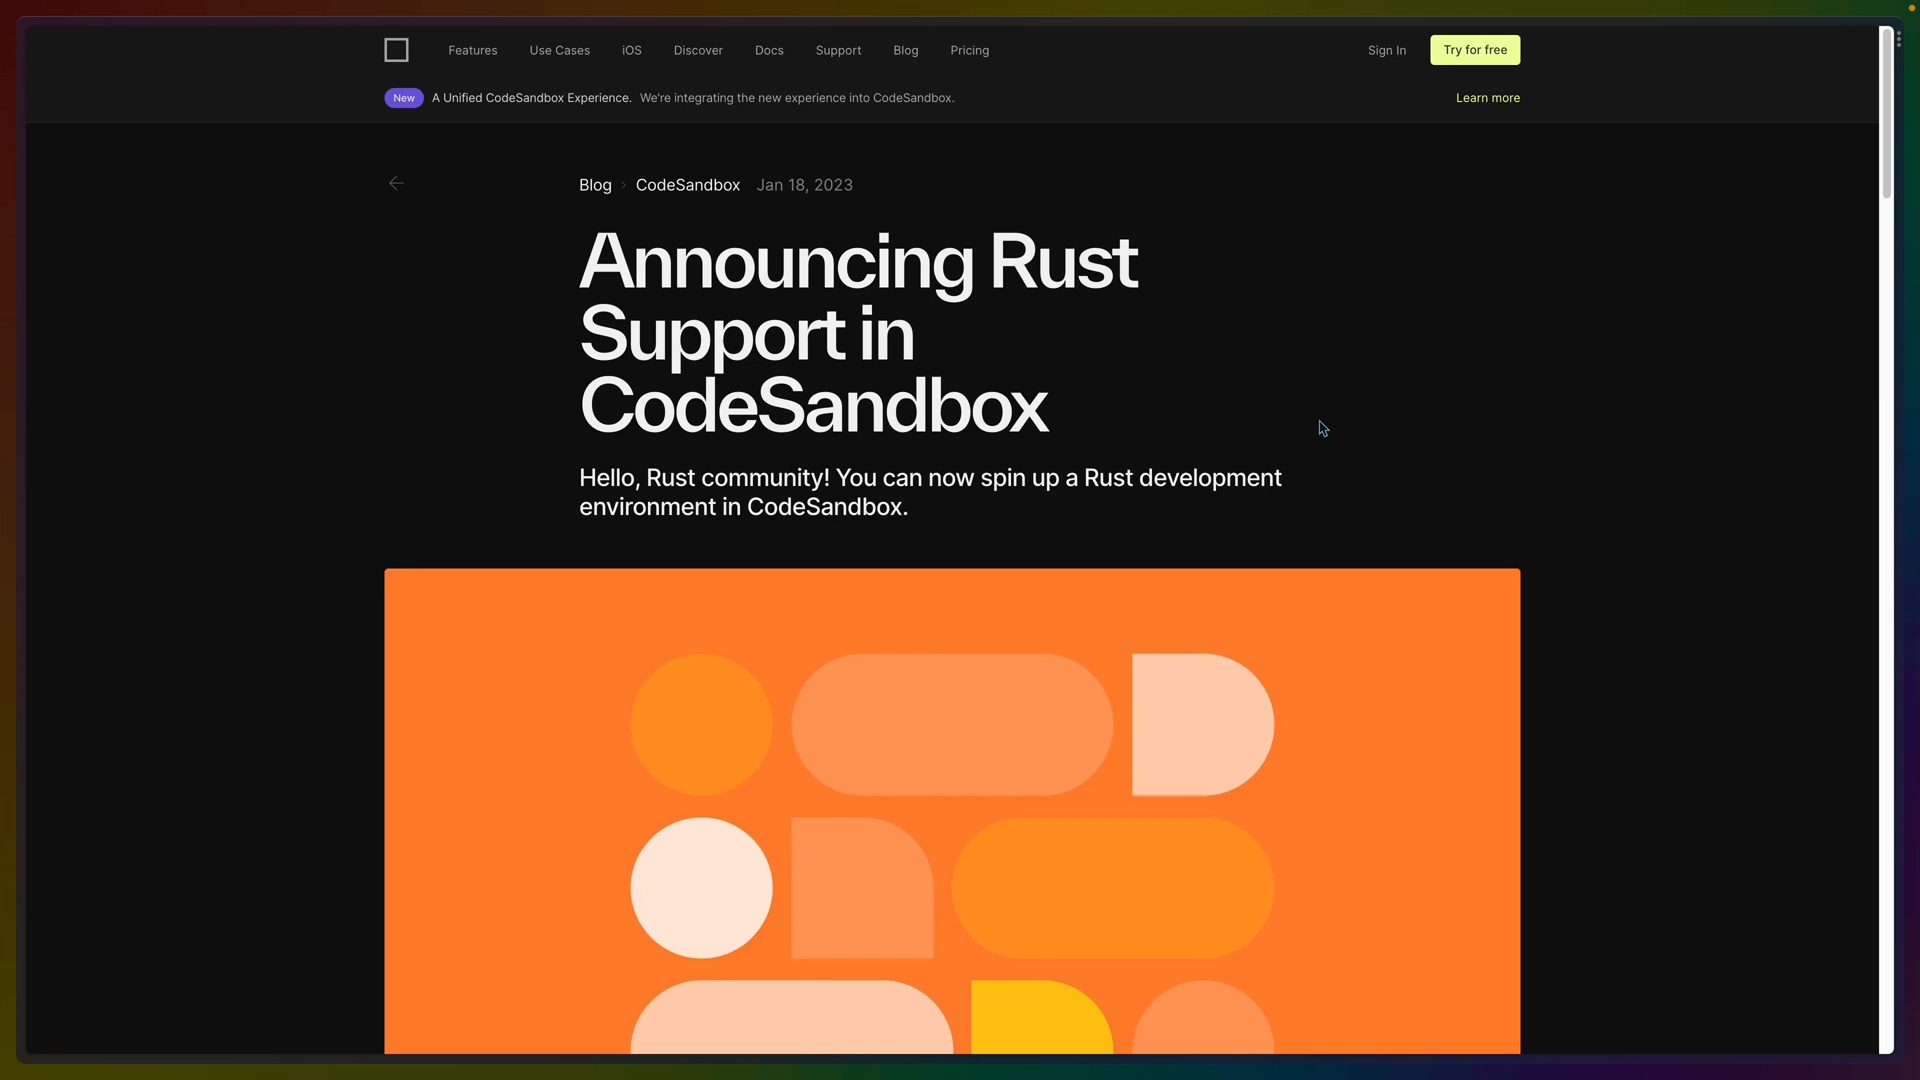 Features Use Cases iOS Discover Docs Support Blog Pricing Sign In Try for free
New A Unified CodeSandbox Experience. We're integrating the new experience into CodeSandbox. Learn more
Blog › CodeSandbox Jan 18, 2023
Announcing Rust
Support in
CodeSandbox
Hello, Rust community! You can now spin up a Rust development
environment in CodeSandbox.